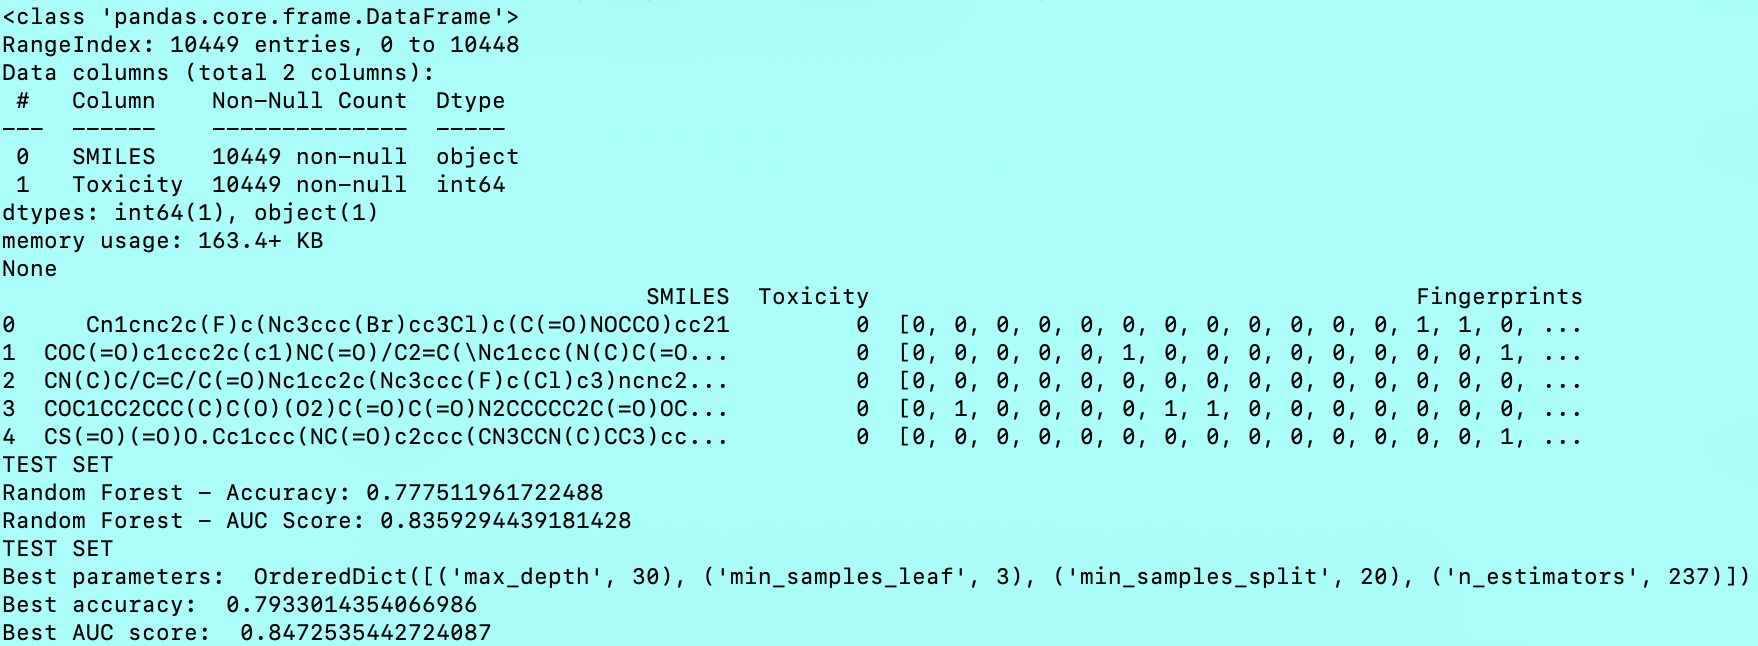 <class 'pandas.core.frame.DataFrame'>
RangeIndex: 10449 entries, 0 to 10448
Data columns (total 2 columns):
 #   Column    Non-Null Count  Dtype
---  ------    --------------  -----
 0   SMILES    10449 non-null  object
 1   Toxicity  10449 non-null  int64
dtypes: int64(1), object(1)
memory usage: 163.4+ KB
None
                                              SMILES  Toxicity                                       Fingerprints
0     Cn1cnc2c(F)c(Nc3ccc(Br)cc3Cl)c(C(=O)NOCCO)cc21         0  [0, 0, 0, 0, 0, 0, 0, 0, 0, 0, 0, 0, 1, 1, 0, ...
1  COC(=O)c1ccc2c(c1)NC(=O)/C2=C(\Nc1ccc(N(C)C(=O...         0  [0, 0, 0, 0, 0, 1, 0, 0, 0, 0, 0, 0, 0, 0, 1, ...
2  CN(C)C/C=C/C(=O)Nc1cc2c(Nc3ccc(F)c(Cl)c3)ncnc2...         0  [0, 0, 0, 0, 0, 0, 0, 0, 0, 0, 0, 0, 0, 0, 0, ...
3  COC1CC2CCC(C)C(O)(O2)C(=O)C(=O)N2CCCCC2C(=O)OC...         0  [0, 1, 0, 0, 0, 0, 1, 1, 0, 0, 0, 0, 0, 0, 0, ...
4  CS(=O)(=O)O.Cc1ccc(NC(=O)c2ccc(CN3CCN(C)CC3)cc...         0  [0, 0, 0, 0, 0, 0, 0, 0, 0, 0, 0, 0, 0, 0, 1, ...
TEST SET
Random Forest - Accuracy: 0.777511961722488
Random Forest - AUC Score: 0.8359294439181428
TEST SET
Best parameters:  OrderedDict([('max_depth', 30), ('min_samples_leaf', 3), ('min_samples_split', 20), ('n_estimators', 237)])
Best accuracy:  0.7933014354066986
Best AUC score:  0.8472535442724087